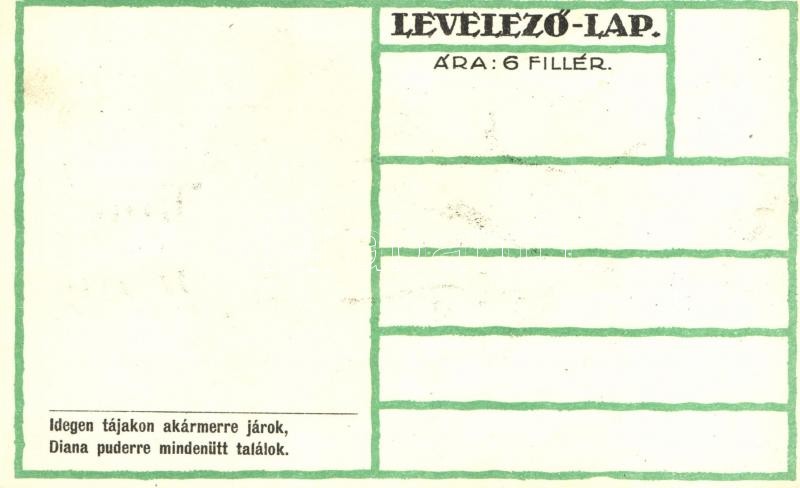 LEVELEZŐ-LAP.
ÁRA: 6 FILLÉR.
Idegen tájakon akármerre járok,
Diana puderre mindenütt találok.